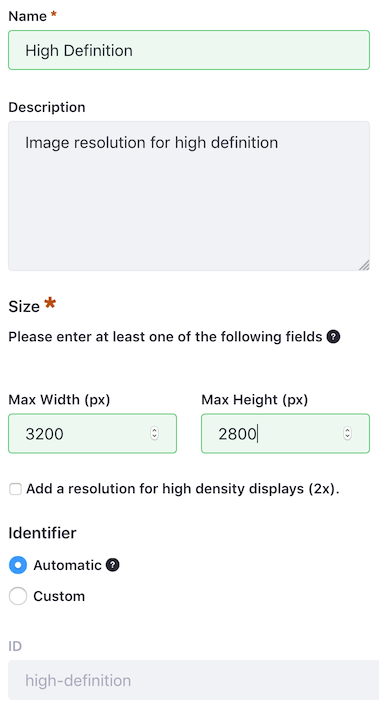 Name *
High Definition
Description
Image resolution for high definition
Size *
Please enter at least one of the following fields ?
Max Width (px) Max Height (px)
3200 2800
Add a resolution for high density displays (2x).
Identifier
Automatic ?
Custom
ID
high-definition